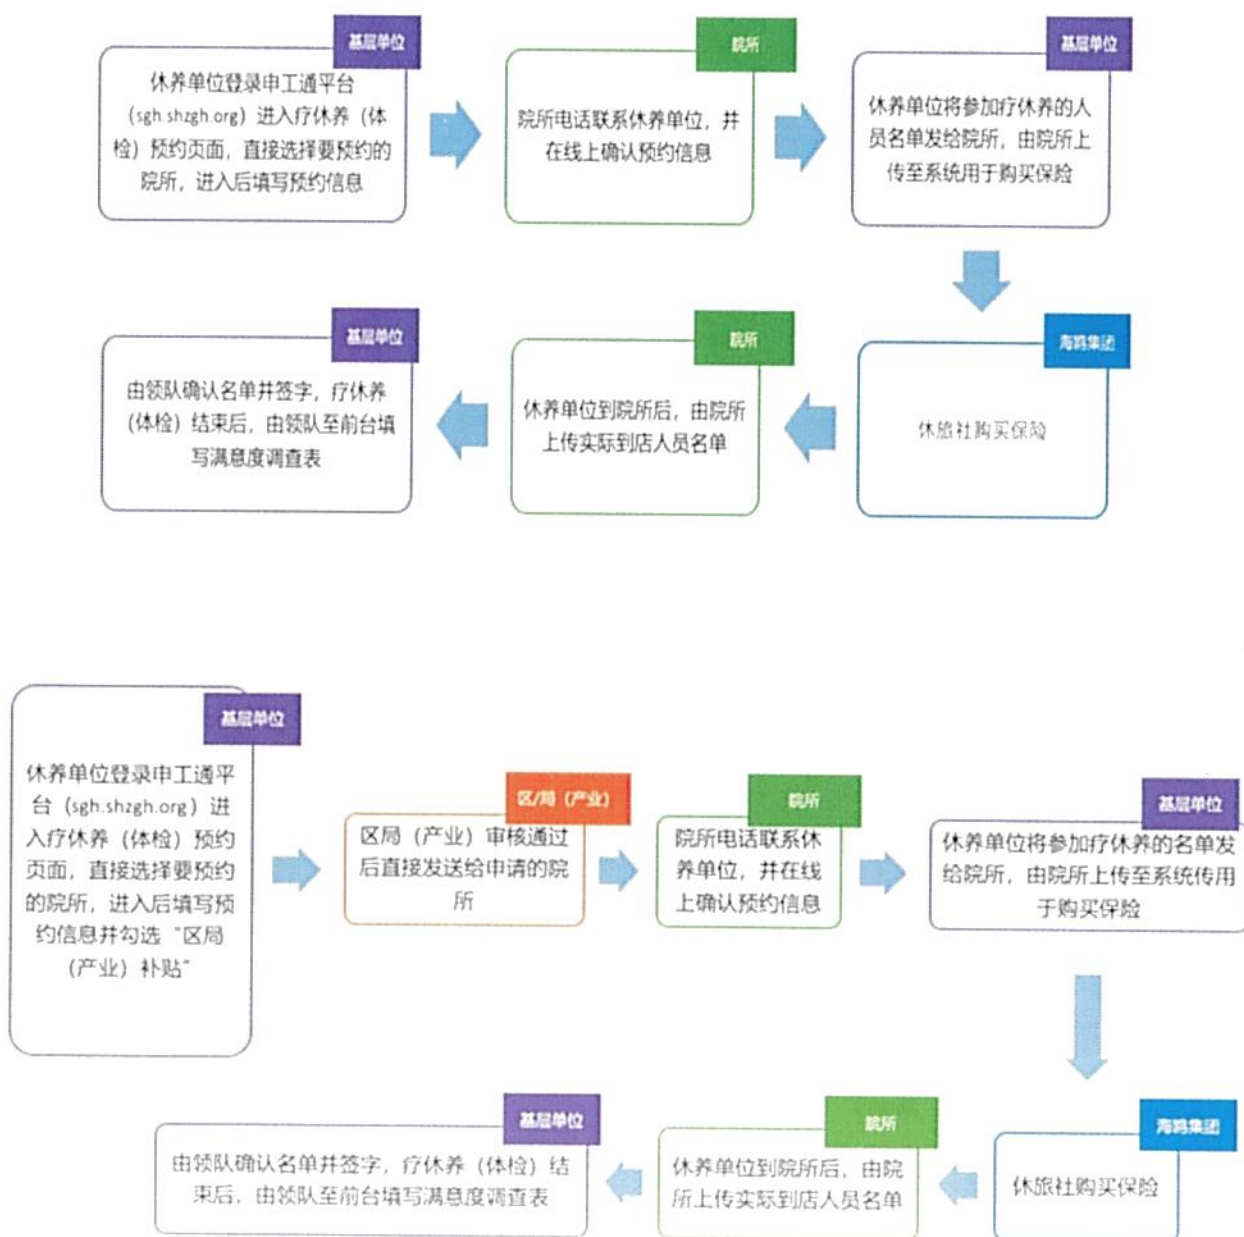 基层单位
休养单位登录申工通平台
（sgh.shzgh.org）进入疗休养（体
检）预约页面，直接选择要预约的
院所，进入后填写预约信息
院所
院所电话联系休养单位，并
在线上确认预约信息
基层单位
休养单位将参加疗休养的人
员名单发给院所，由院所上
传至系统用于购买保险
海鸥集团
休旅社购买保险
院所
休养单位到院所后，由院所
上传实际到店人员名单
基层单位
由领队确认名单并签字，疗休养
（体检）结束后，由领队至前台填
写满意度调查表
基层单位
休养单位登录申工通平
台（sgh.shzgh.org）进
入疗休养（体检）预约
页面，直接选择要预约
的院所，进入后填写预
约信息并勾选“区局
（产业）补贴”
区/局（产业）
区局（产业）审核通过
后直接发送给申请的院
所
院所
院所电话联系休
养单位，并在线
上确认预约信息
基层单位
休养单位将参加疗休养的名单发
给院所，由院所上传至系统传用
于购买保险
海鸥集团
休旅社购买保险
院所
休养单位到院所后，由院
所上传实际到店人员名单
基层单位
由领队确认名单并签字，疗休养（体检）结
束后，由领队至前台填写满意度调查表